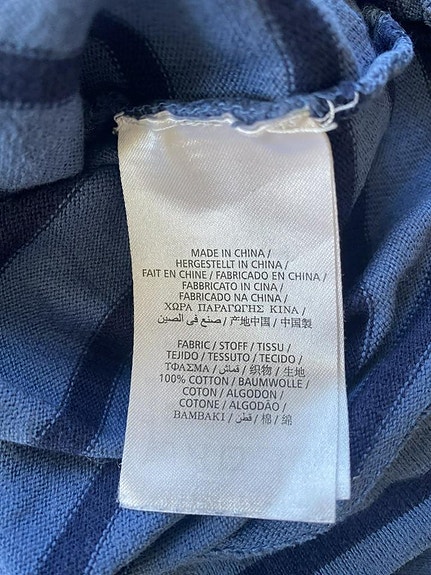 MADE IN CHINA /
HERGESTELLT IN CHINA /
FAIT EN CHINE / FABRICADO EN CHINA /
FABBRICATO IN CINA /
FABRICADO NA CHINA /
ΧΩΡΑ ΠΑΡΑΓΩΓΗΣ ΚΙΝΑ /
صنع في الصين / 产地中国 / 中国製
FABRIC / STOFF / TISSU /
TEJIDO / TESSUTO / TECIDO /
ΤΦΑΣΜΑ / قماش / 织物 / 生地
100% COTTON / BAUMWOLLE /
COTON / ALGODON /
COTONE / ALGODÃO /
ΒΑΜΒΑΚΙ / قطن / 棉 / 綿